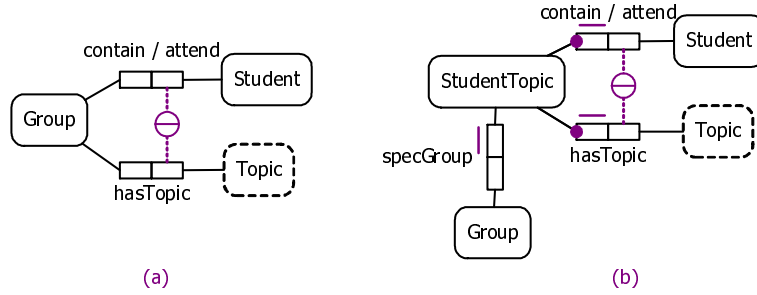 contain / attend
Student
Group
Topic
hasTopic
(a)
contain / attend
Student
StudentTopic
Topic
hasTopic
specGroup
Group
(b)